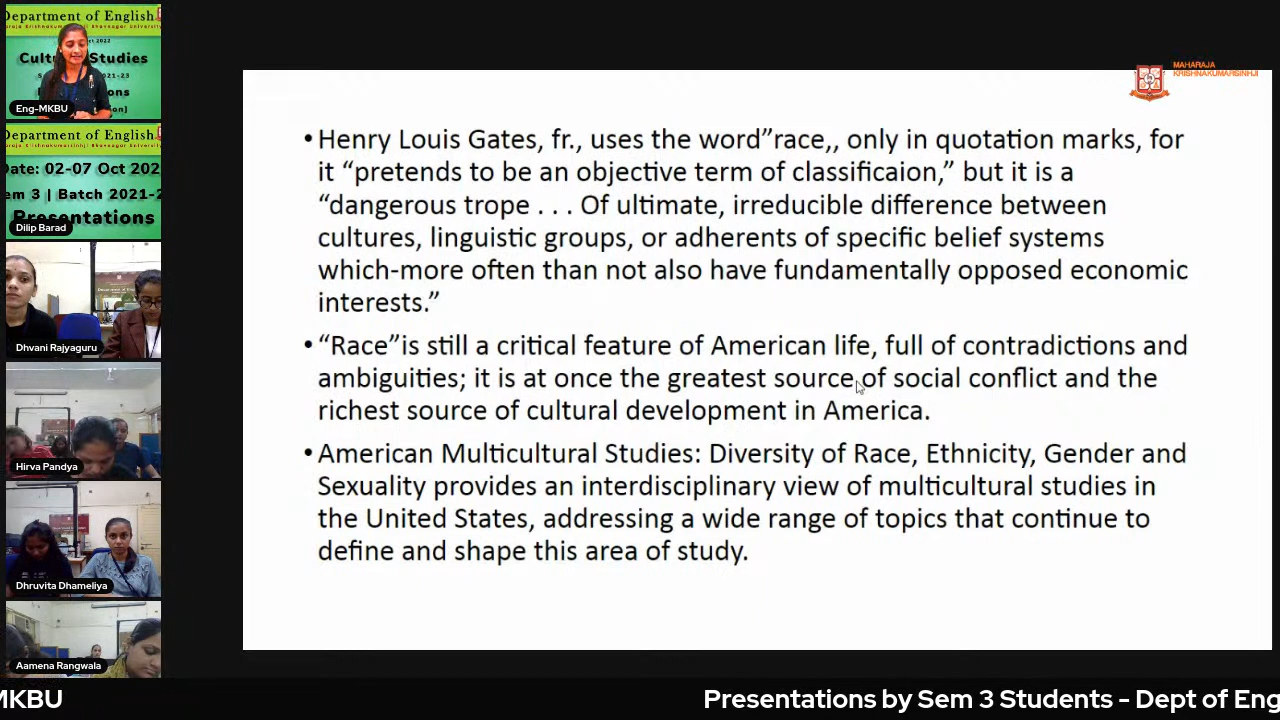 Department of English
Maharaja Krishnakumarsinhji Bhavnagar University
2022
Cultu Studies
2021-23
ons
on]
Eng-MKBU
Department of English
Date: 02-07 Oct 202
em 3 | Batch 2021-2
Presentations
Dilip Barad
Dhvani Rajyaguru
Hirva Pandya
Dhruvita Dhameliya
Aamena Rangwala
MAHARAJA
KRISHNAKUMARSINHJI
•Henry Louis Gates, fr., uses the word”race,, only in quotation marks, for
it “pretends to be an objective term of classificaion,” but it is a
“dangerous trope . . . Of ultimate, irreducible difference between
cultures, linguistic groups, or adherents of specific belief systems
which-more often than not also have fundamentally opposed economic
interests.”
•“Race”is still a critical feature of American life, full of contradictions and
ambiguities; it is at once the greatest source of social conflict and the
richest source of cultural development in America.
•American Multicultural Studies: Diversity of Race, Ethnicity, Gender and
Sexuality provides an interdisciplinary view of multicultural studies in
the United States, addressing a wide range of topics that continue to
define and shape this area of study.
MKBU
Presentations by Sem 3 Students - Dept of Eng